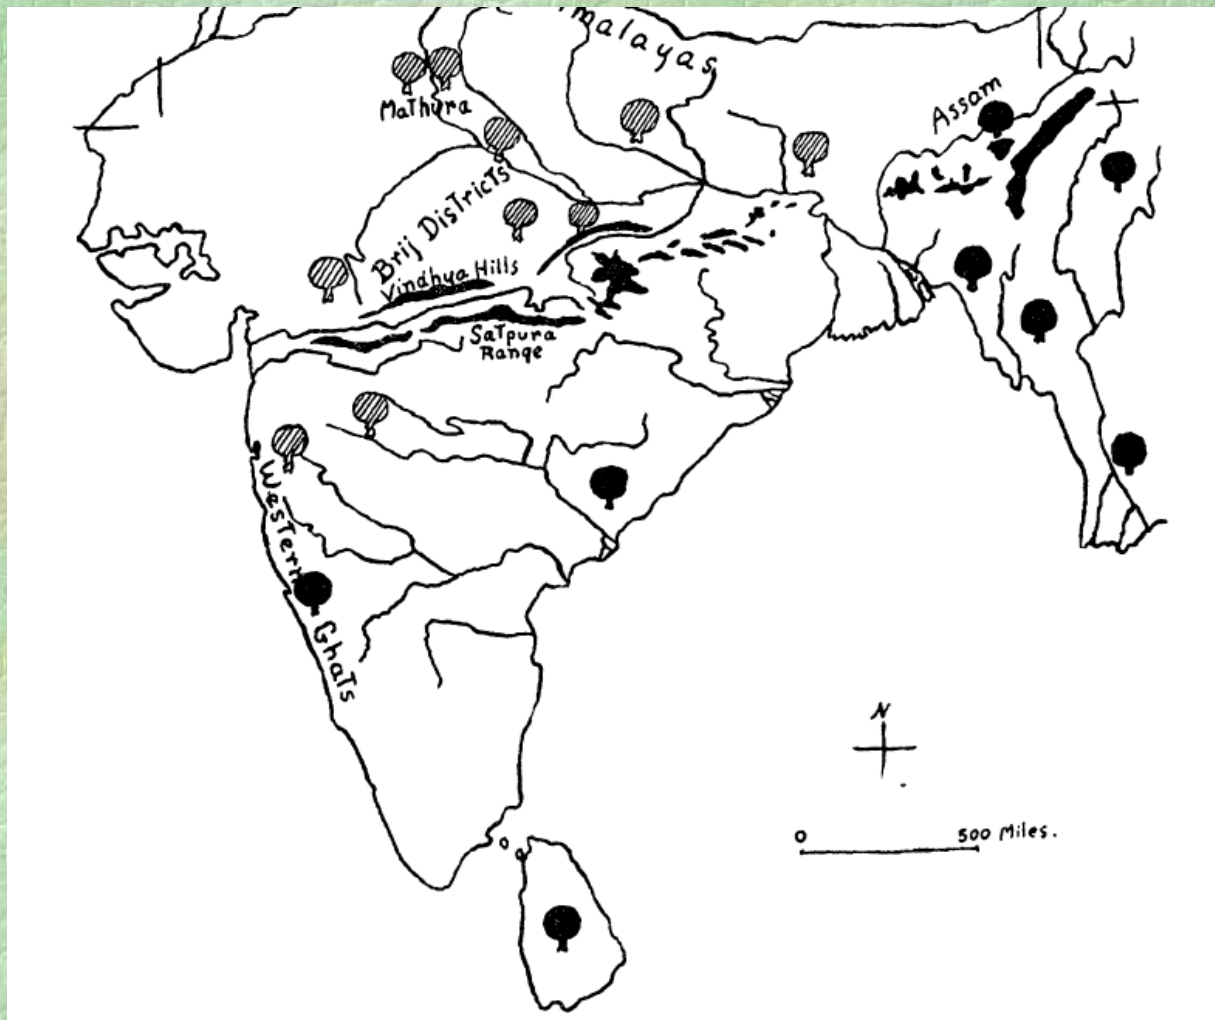 malayas
Assam
Mathura
Brij Districts
Vindhya Hills
Satpura
Range
Western
Ghats
N
0 500 Miles.